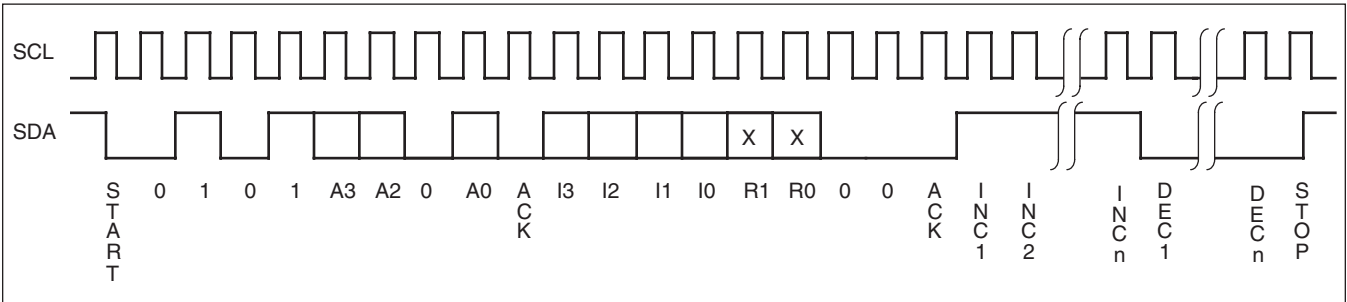 SCL
SDA
X X
START 0 1 0 1 A3 A2 0 A0 ACK I3 I2 I1 I0 R1 R0 0 0 ACK INC1 INC2 INCn DEC1 DECn STOP